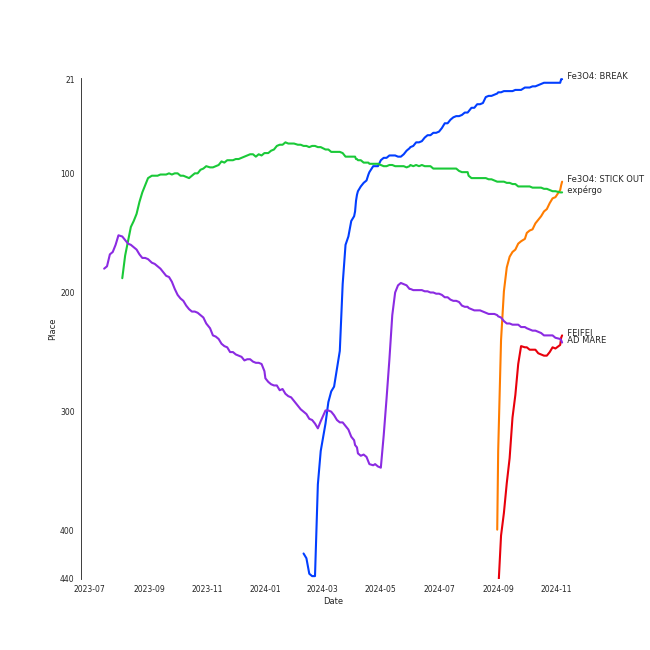 21
100
200
300
400
440
Place
2023-07
2023-09
2023-11
2024-01
2024-03
2024-05
2024-07
2024-09
2024-11
Date
Fe3O4: BREAK
Fe3O4: STICK OUT
expérgo
FEIFEI
AD MARE